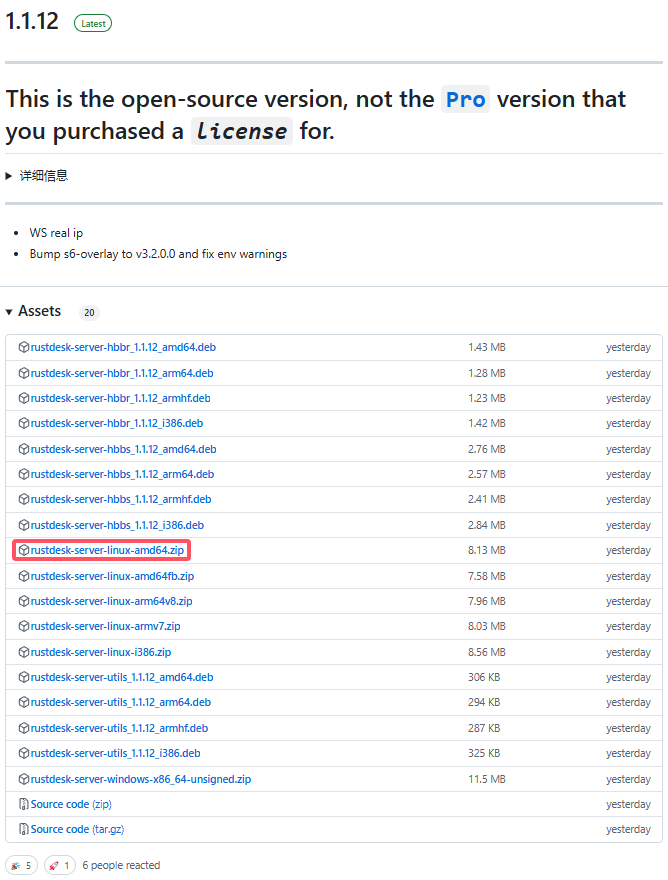 1.1.12 Latest
This is the open-source version, not the Pro version that
you purchased a license for.
详细信息
WS real ip
Bump s6-overlay to v3.2.0.0 and fix env warnings
Assets 20
rustdesk-server-hbbr_1.1.12_amd64.deb 1.43 MB yesterday
rustdesk-server-hbbr_1.1.12_arm64.deb 1.28 MB yesterday
rustdesk-server-hbbr_1.1.12_armhf.deb 1.23 MB yesterday
rustdesk-server-hbbr_1.1.12_i386.deb 1.42 MB yesterday
rustdesk-server-hbbs_1.1.12_amd64.deb 2.76 MB yesterday
rustdesk-server-hbbs_1.1.12_arm64.deb 2.57 MB yesterday
rustdesk-server-hbbs_1.1.12_armhf.deb 2.41 MB yesterday
rustdesk-server-hbbs_1.1.12_i386.deb 2.84 MB yesterday
rustdesk-server-linux-amd64.zip 8.13 MB yesterday
rustdesk-server-linux-amd64fb.zip 7.58 MB yesterday
rustdesk-server-linux-arm64v8.zip 7.96 MB yesterday
rustdesk-server-linux-armv7.zip 8.03 MB yesterday
rustdesk-server-linux-i386.zip 8.56 MB yesterday
rustdesk-server-utils_1.1.12_amd64.deb 306 KB yesterday
rustdesk-server-utils_1.1.12_arm64.deb 294 KB yesterday
rustdesk-server-utils_1.1.12_armhf.deb 287 KB yesterday
rustdesk-server-utils_1.1.12_i386.deb 325 KB yesterday
rustdesk-server-windows-x86_64-unsigned.zip 11.5 MB yesterday
Source code (zip) yesterday
Source code (tar.gz) yesterday
5 1 6 people reacted